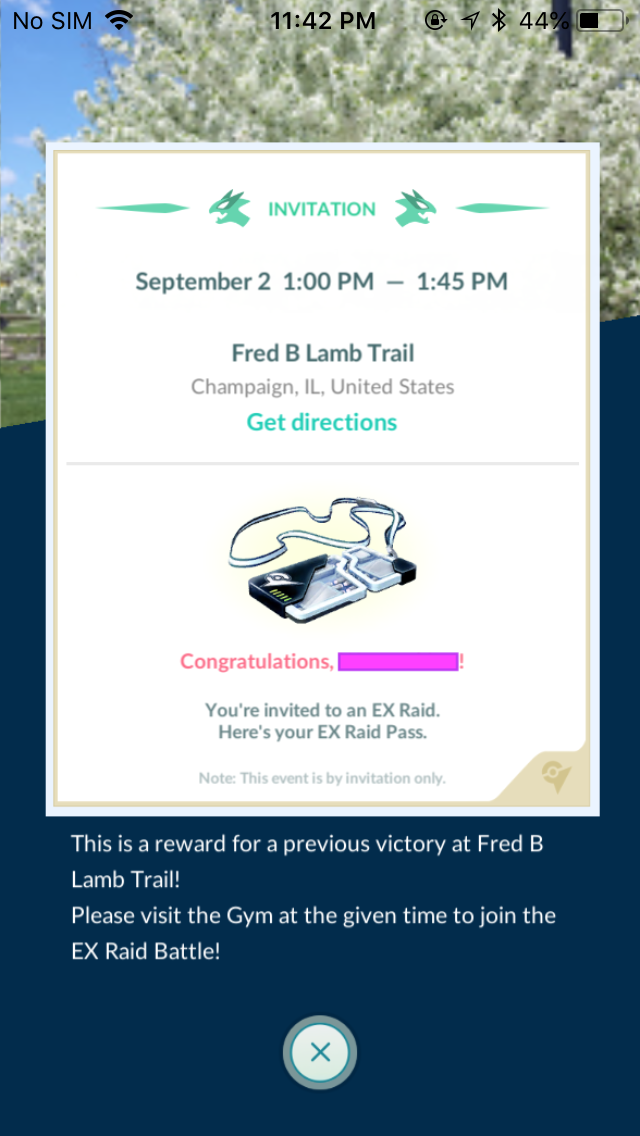 No SIM 11:42 PM 44%
INVITATION
September 2 1:00 PM — 1:45 PM
Fred B Lamb Trail
Champaign, IL, United States
Get directions
Congratulations, !
You're invited to an EX Raid.
Here's your EX Raid Pass.
Note: This event is by invitation only.
This is a reward for a previous victory at Fred B
Lamb Trail!
Please visit the Gym at the given time to join the
EX Raid Battle!